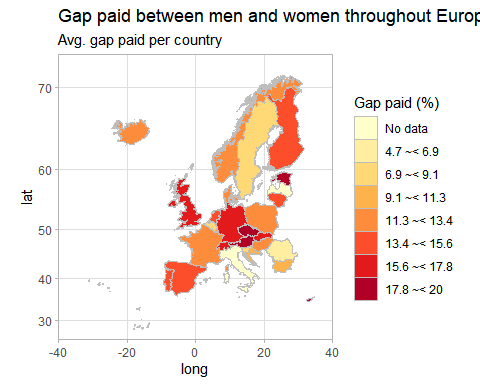 Gap paid between men and women throughout Europ
Avg. gap paid per country
Gap paid (%)
No data
4.7 ~< 6.9
6.9 ~< 9.1
9.1 ~< 11.3
11.3 ~< 13.4
13.4 ~< 15.6
15.6 ~< 17.8
17.8 ~< 20
lat
70
60
50
40
30
-40
-20
0
20
40
long